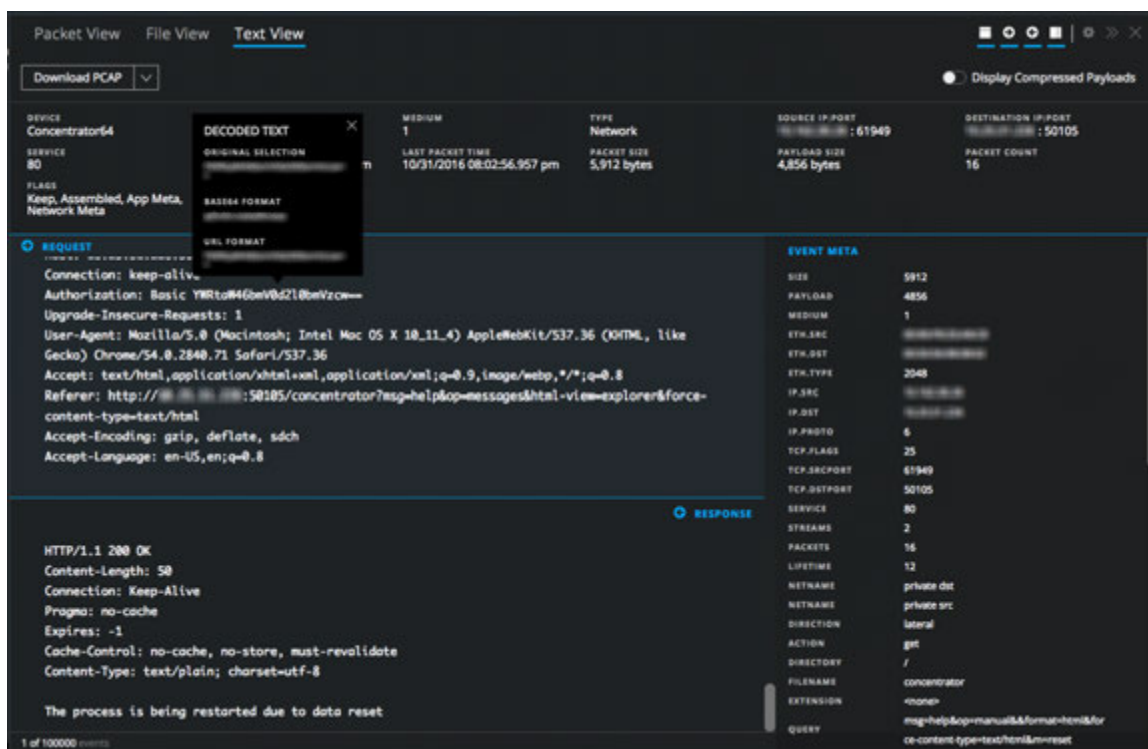 Packet View File View Text View
Download PCAP
Display Compressed Payloads
DEVICE
Concentrator64
MEDIUM
1
TYPE
Network
SOURCE IP:PORT
: 61949
DESTINATION IP:PORT
: 50105
SERVICE
80
LAST PACKET TIME
10/31/2016 08:02:56.957 pm
PACKET SIZE
5,912 bytes
PAYLOAD SIZE
4,856 bytes
PACKET COUNT
16
FLAGS
Keep, Assembled, App Meta,
Network Meta
DECODED TEXT
ORIGINAL SELECTION
BASE64 FORMAT
URL FORMAT
REQUEST
Connection: keep-alive
Authorization: Basic YWRtaW46bmV0d2l0bmVzcw==
Upgrade-Insecure-Requests: 1
User-Agent: Mozilla/5.0 (Macintosh; Intel Mac OS X 10_11_4) AppleWebKit/537.36 (KHTML, like
Gecko) Chrome/54.0.2840.71 Safari/537.36
Accept: text/html,application/xhtml+xml,application/xml;q=0.9,image/webp,*/*;q=0.8
Referer: http:// :50105/concentrator?msg=help&op=messages&html-view=explorer&force-
content-type=text/html
Accept-Encoding: gzip, deflate, sdch
Accept-Language: en-US,en;q=0.8
RESPONSE
HTTP/1.1 200 OK
Content-Length: 50
Connection: Keep-Alive
Pragma: no-cache
Expires: -1
Cache-Control: no-cache, no-store, must-revalidate
Content-Type: text/plain; charset=utf-8
The process is being restarted due to data reset
1 of 100000 events
EVENT META
SIZE 5912
PAYLOAD 4856
MEDIUM 1
ETH.SRC
ETH.DST
ETH.TYPE 2048
IP.SRC
IP.DST
IP.PROTO 6
TCP.FLAGS 25
TCP.SRCPORT 61949
TCP.DSTPORT 50105
SERVICE 80
STREAMS 2
PACKETS 16
LIFETIME 12
NETNAME private dst
NETNAME private src
DIRECTION lateral
ACTION get
DIRECTORY /
FILENAME concentrator
EXTENSION <none>
QUERY msg=help&op=manual&&format=html&for
ce-content-type=text/html&m=reset